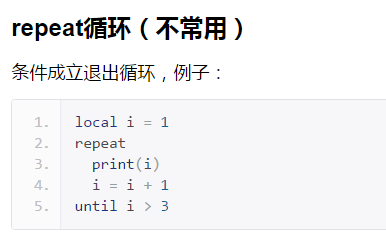 repeat循环（不常用）
条件成立退出循环，例子：
1. local i = 1
2. repeat
3.   print(i)
4.   i = i + 1
5. until i > 3